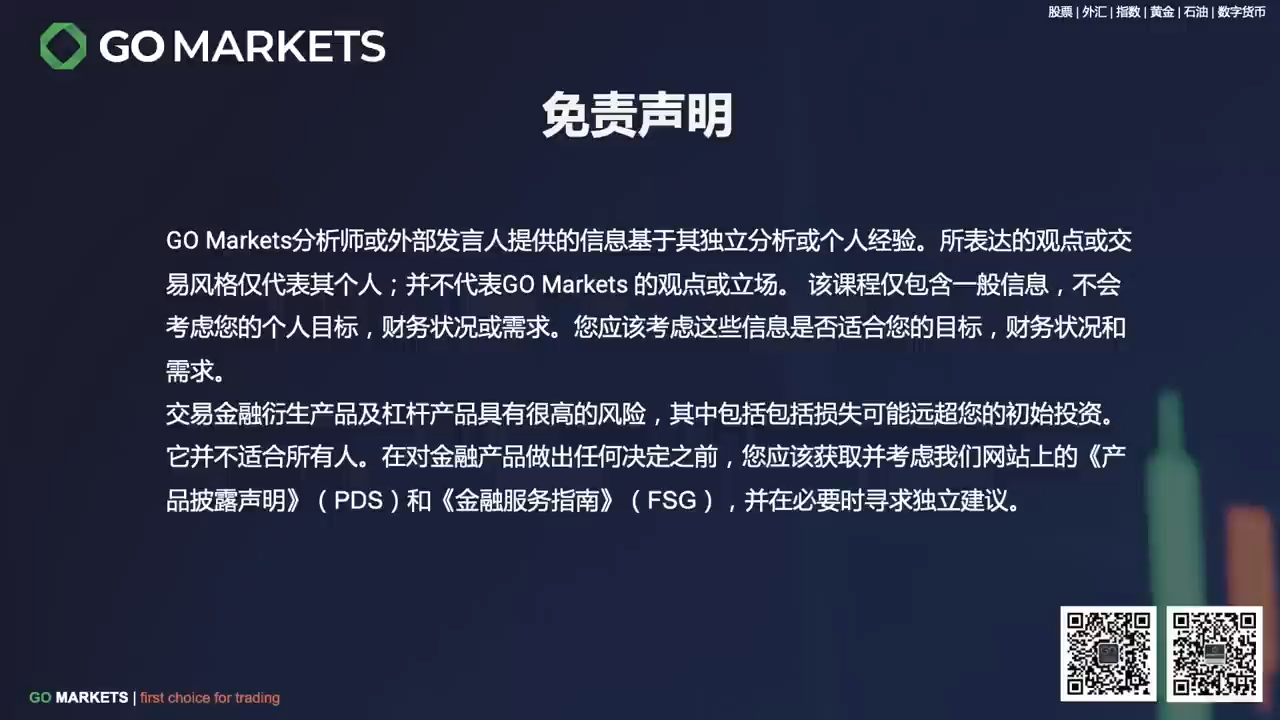 股票 | 外汇 | 指数 | 黄金 | 石油 | 数字货币
GO MARKETS
免责声明
GO Markets分析师或外部发言人提供的信息基于其独立分析或个人经验。所表达的观点或交
易风格仅代表其个人；并不代表GO Markets 的观点或立场。 该课程仅包含一般信息，不会
考虑您的个人目标，财务状况或需求。您应该考虑这些信息是否适合您的目标，财务状况和
需求。
交易金融衍生产品及杠杆产品具有很高的风险，其中包括包括损失可能远超您的初始投资。
它并不适合所有人。在对金融产品做出任何决定之前，您应该获取并考虑我们网站上的《产
品披露声明》（PDS）和《金融服务指南》（FSG），并在必要时寻求独立建议。
GO MARKETS | first choice for trading